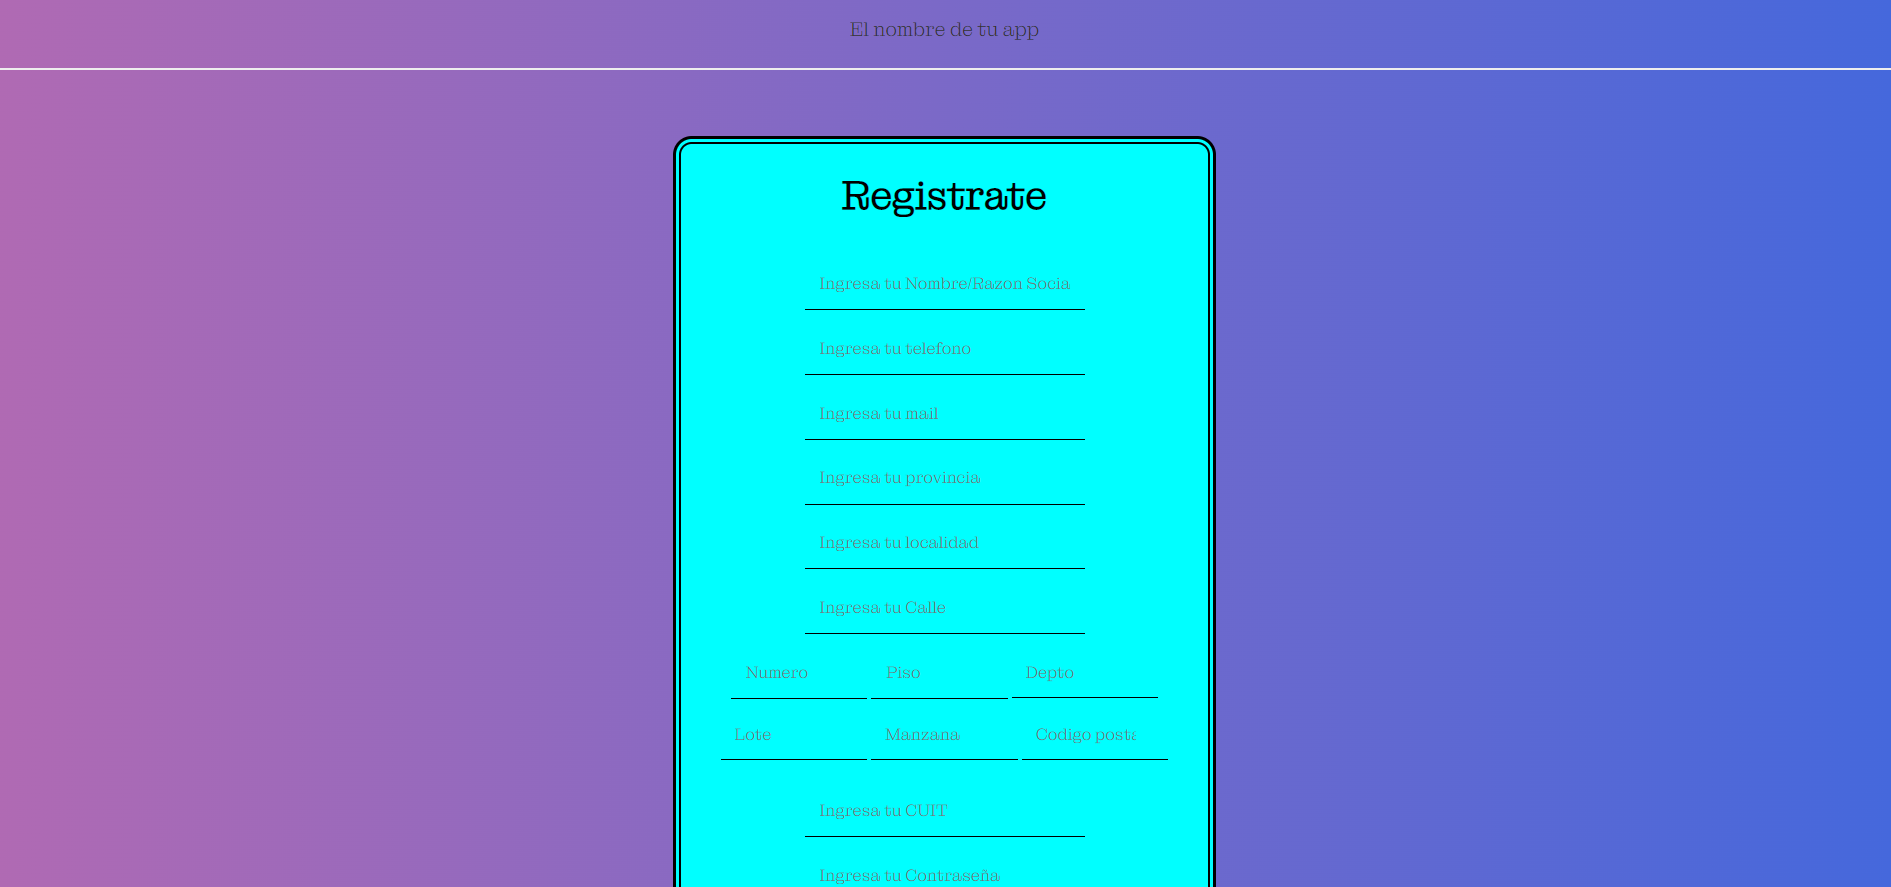 El nombre de tu app
Registrate
Ingresa tu Nombre/Razon Socia
Ingresa tu telefono
Ingresa tu mail
Ingresa tu provincia
Ingresa tu localidad
Ingresa tu Calle
Numero Piso Depto
Lote Manzana Codigo posta
Ingresa tu CUIT
Ingresa tu Contraseña